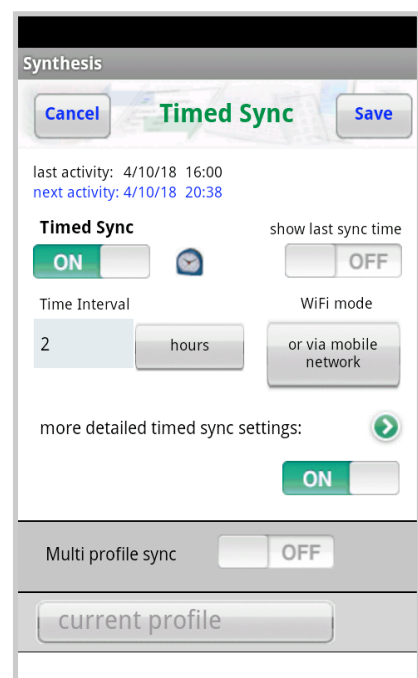 Synthesis
Cancel Timed Sync Save
last activity: 4/10/18 16:00
next activity: 4/10/18 20:38
Timed Sync show last sync time
ON OFF
Time Interval WiFi mode
2 hours or via mobile
network
more detailed timed sync settings:
ON
Multi profile sync OFF
current profile